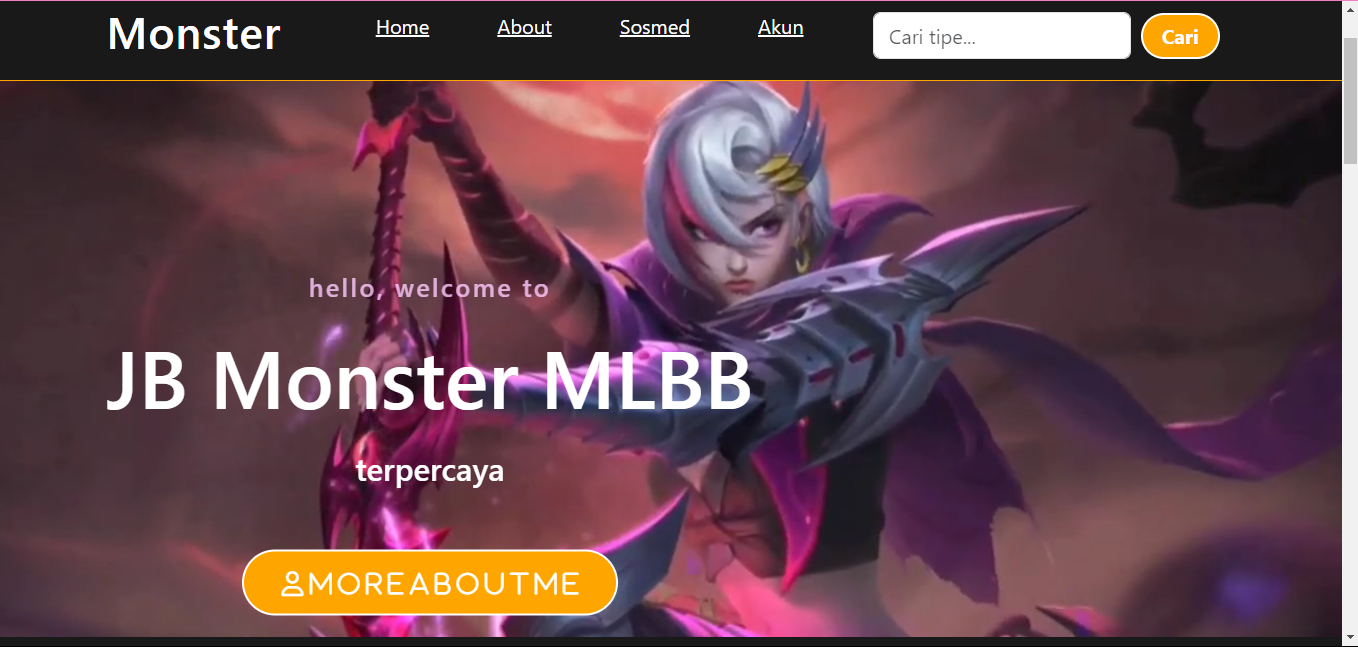 Monster
Home
About
Sosmed
Akun
Cari tipe...
Cari
hello, welcome to
JB Monster MLBB
terpercaya
MOREABOUTME